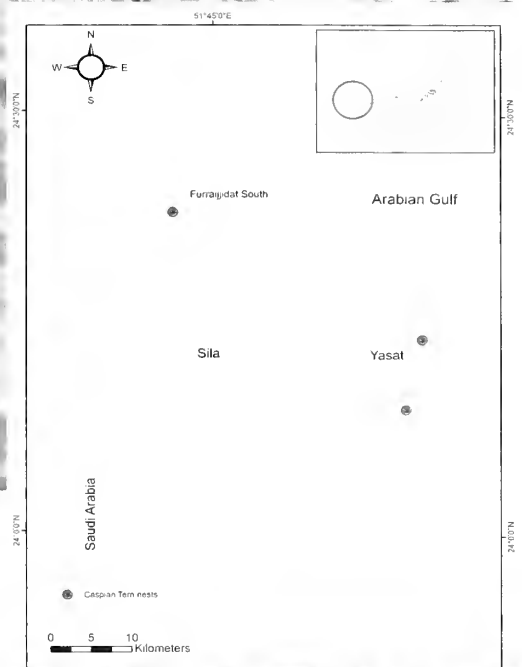 51°45'0"E
N
W E
S
24°30'0"N
24°30'0"N
Furraijidat South
Arabian Gulf
Sila
Yasat
Saudi Arabia
24°0'0"N
24°0'0"N
Caspian Tern nests
0 5 10
Kilometers